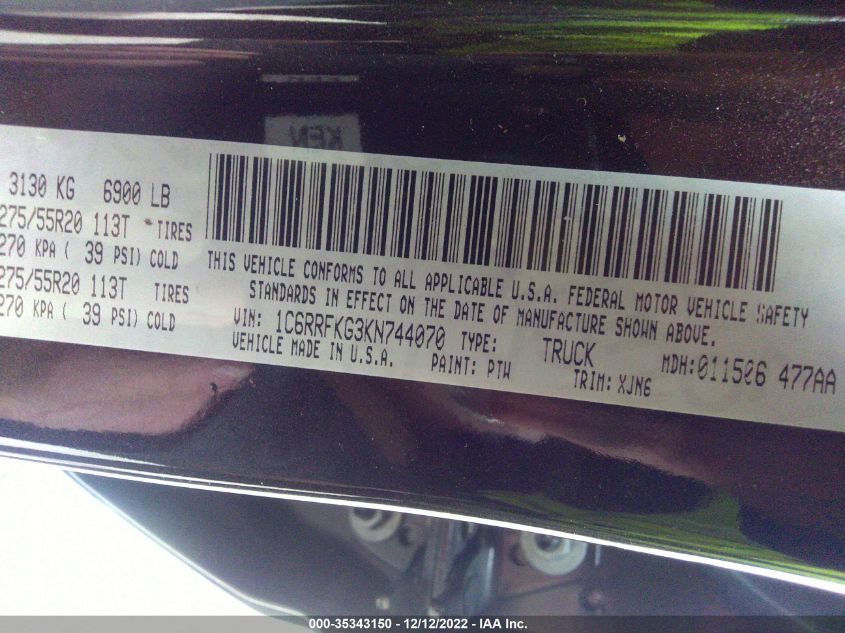 3130 KG 6900 LB
275/55R20 113T TIRES
270 KPA ( 39 PSI) COLD
275/55R20 113T TIRES
270 KPA ( 39 PSI) COLD
THIS VEHICLE CONFORMS TO ALL APPLICABLE U.S.A. FEDERAL MOTOR VEHICLE SAFETY
STANDARDS IN EFFECT ON THE DATE OF MANUFACTURE SHOWN ABOVE.
VIN: 1C6RRFKG3KN744070 TYPE: TRUCK MDH:011506 477AA
VEHICLE MADE IN U.S.A. PAINT: PTW TRIM: XJN6
000-35343150 - 12/12/2022 - IAA Inc.